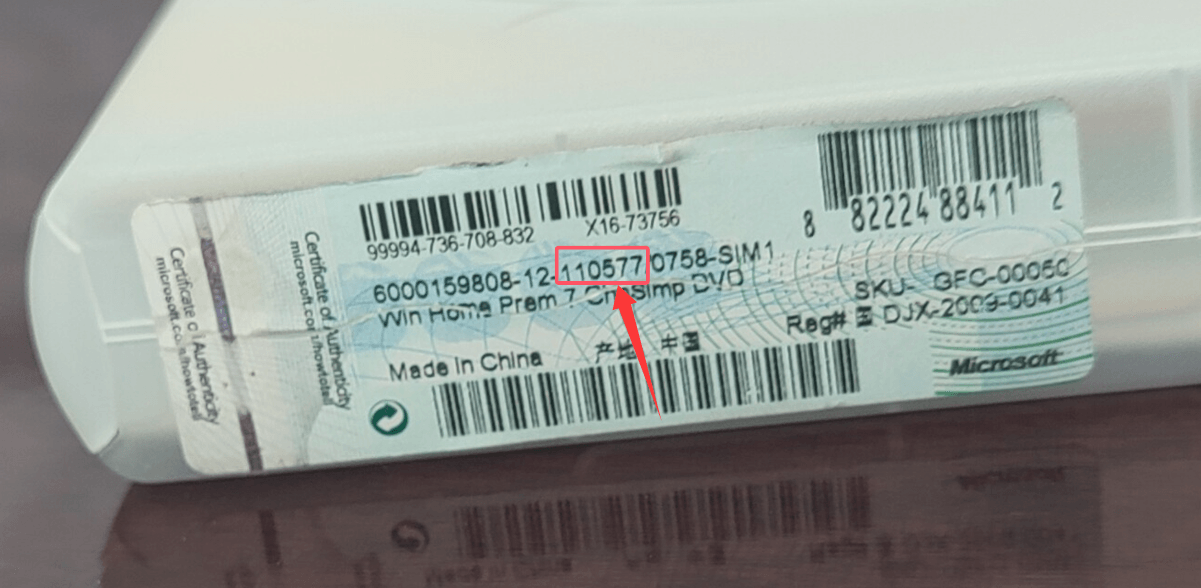 99994-736-708-832
X16-73756
8 82224 88411 2
6000159808-12-110577/0758-SIM1
Win Home Prem 7 ChnSimp DVD
SKU- GFC-00050
Reg# 国 DJX-2009-0041
Made in China
产地 中国
Microsoft
Certificate of Authenticity
microsoft.com/howtotell
Certificate of Authenticity
microsoft.com/howtotell